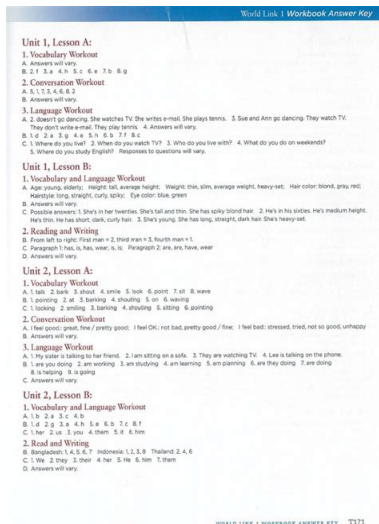 World Link 1 Workbook Answer Key
Unit 1, Lesson A:
1. Vocabulary Workout
A. Answers will vary.
B. 2. f 3. a 4. h 5. c 6. e 7. b 8. g
2. Conversation Workout
A. 5, 1, 7, 3, 4, 6, 8, 2
B. Answers will vary.
3. Language Workout
A. 2. doesn't go dancing. She watches TV. She writes e-mail. She plays tennis. 3. Sue and Ann go dancing. They watch TV.
They don't write e-mail. They play tennis 4. Answers will vary.
B. 1. d 2. a 3. g 4. e 5. h 6. b 7. f 8. c
C. 1. Where do you live? 2. When do you watch TV? 3. Who do you live with? 4. What do you do on weekends?
5. Where do you study English? Responses to questions will vary.
Unit 1, Lesson B:
1. Vocabulary and Language Workout
A. Age: young, elderly; Height: tall, average height; Weight: thin, slim, average weight, heavy-set; Hair color: blond, gray, red;
Hairstyle: long, straight, curly, spiky; Eye color: blue, green
B. Answers will vary.
C. Possible answers: 1. She's in her twenties. She's tall and thin. She has spiky blond hair. 2. He's in his sixties. He's medium height.
He's thin. He has short, dark, curly hair. 3. She's young. She has long, straight, dark hair. She's heavy-set.
2. Reading and Writing
B. From left to right: First man = 2, third man = 3, fourth man = 1.
C. Paragraph 1: has, is, has, wear, is, is; Paragraph 2: are, are, have, wear
D. Answers will vary.
Unit 2, Lesson A:
1. Vocabulary Workout
A. 1. talk 2. bark 3. shout 4. smile 5. look 6. point 7. sit 8. wave
B. 1. pointing 2. at 3. barking 4. shouting 5. on 6. waving
C. 1. looking 2. smiling 3. barking 4. shouting 5. sitting 6. pointing
2. Conversation Workout
A. I feel good.: great, fine / pretty good; I feel OK.: not bad, pretty good / fine; I feel bad: stressed, tired, not so good, unhappy
B. Answers will vary.
3. Language Workout
A. 1. My sister is talking to her friend. 2. I am sitting on a sofa. 3. They are watching TV. 4. Lee is talking on the phone.
B. 1. are you doing 2. am working 3. am studying 4. am learning 5. am planning 6. are they doing 7. are doing
8. is helping 9. is going
C. Answers will vary.
Unit 2, Lesson B:
1. Vocabulary and Language Workout
A. 1. b 2. a 3. c 4. b
B. 1. d 2. g 3. a 4. h 5. e 6. b 7. c 8. f
C. 1. her 2. us 3. you 4. them 5. it 6. him
2. Read and Writing
B. Bangladesh: 1, 4, 5, 6, 7 Indonesia: 1, 2, 3, 8 Thailand: 2, 4, 6
C. 1. We 2. they 3. their 4. her 5. He 6. him 7. them
D. Answers will vary.
WORLD LINK 1 WORKBOOK ANSWER KEY T171